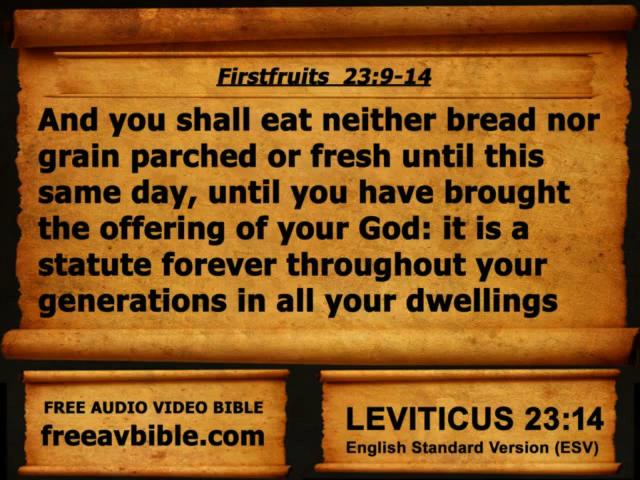 Firstfruits 23:9-14
And you shall eat neither bread nor
grain parched or fresh until this
same day, until you have brought
the offering of your God: it is a
statute forever throughout your
generations in all your dwellings
FREE AUDIO VIDEO BIBLE
freeavbible.com
LEVITICUS 23:14
English Standard Version (ESV)